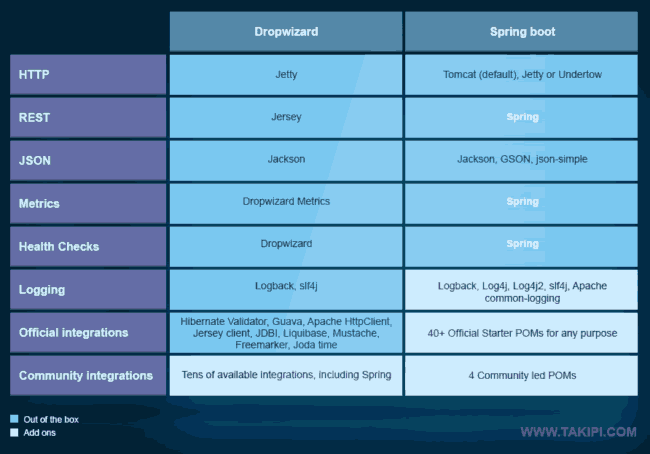 Dropwizard
Spring boot
HTTP
Jetty
Tomcat (default), Jetty or Undertow
REST
Jersey
Spring
JSON
Jackson
Jackson, GSON, json-simple
Metrics
Dropwizard Metrics
Spring
Health Checks
Dropwizard
Spring
Logging
Logback, slf4j
Logback, Log4j, Log4j2, slf4j, Apache
common-logging
Official integrations
Hibernate Validator, Guava, Apache HttpClient,
Jersey client, JDBI, Liquibase, Mustache,
Freemarker, Joda time
40+ Official Starter POMs for any purpose
Community integrations
Tens of available integrations, including Spring
4 Community led POMs
Out of the box
Add ons
WWW.TAKIPI.COM